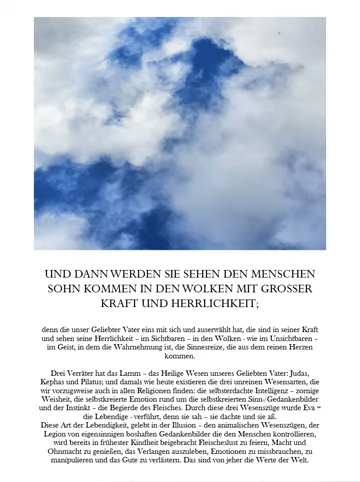 UND DANN WERDEN SIE SEHEN DEN MENSCHEN
SOHN KOMMEN IN DEN WOLKEN MIT GROSSER
KRAFT UND HERRLICHKEIT;
denn die unser Geliebter Vater eins mit sich und auserwählt hat, die sind in seiner Kraft
und sehen seine Herrlichkeit – im Sichtbaren – in den Wolken - wie im Unsichtbaren –
im Geist, in dem die Wahrnehmung ist, die Sinnesreize, die aus dem reinen Herzen
kommen.
Drei Verräter hat das Lamm – das Heilige Wesen unseres Geliebten Vater: Judas,
Kephas und Pilatus; und damals wie heute existieren die drei unreinen Wesensarten, die
wir vorzugsweise auch in allen Religionen finden: die selbsterdachte Intelligenz – zornige
Weisheit, die selbstkreierte Emotion rund um die selbstkreierten Sinn-/Gedankenbilder
und der Instinkt – die Begierde des Fleisches. Durch diese drei Wesenszüge wurde Eva =
die Lebendige - verführt, denn sie sah – sie dachte und sie aß.
Diese Art der Lebendigkeit, gelebt in der Illusion – den animalischen Wesenszügen, der
Legion von eigensinnigen boshaften Gedankenbilder die den Menschen kontrollieren,
wird bereits in frühester Kindheit beigebracht Fleischeslust zu feiern, Macht und
Ohnmacht zu genießen, das Verlangen auszuleben, Emotionen zu missbrauchen, zu
manipulieren und das Gute zu verlästern. Das sind von jeher die Werte der Welt.